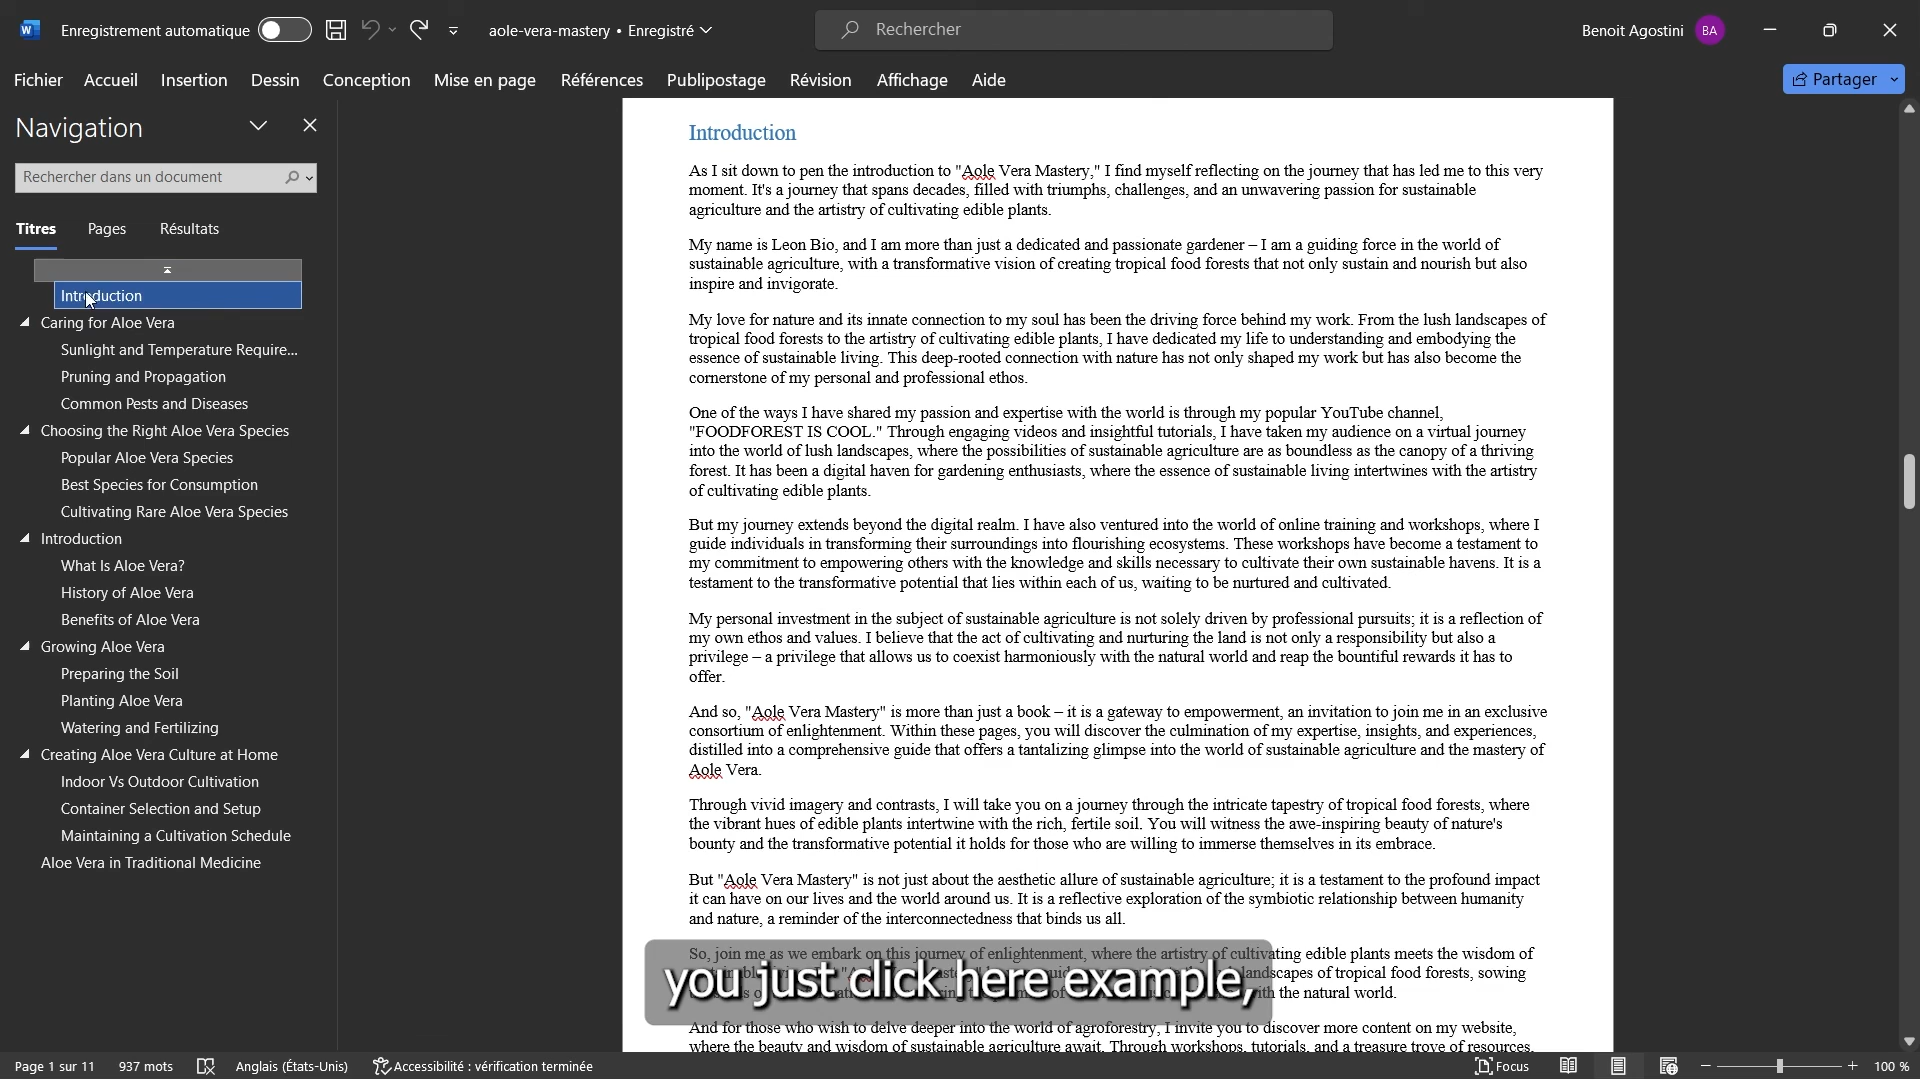 Enregistrement automatique
aole-vera-mastery • Enregistré
Rechercher
Benoit Agostini
BA
Fichier Accueil Insertion Dessin Conception Mise en page Références Publipostage Révision Affichage Aide
Partager
Navigation
Rechercher dans un document
Titres Pages Résultats
Introduction
Caring for Aloe Vera
Sunlight and Temperature Require...
Pruning and Propagation
Common Pests and Diseases
Choosing the Right Aloe Vera Species
Popular Aloe Vera Species
Best Species for Consumption
Cultivating Rare Aloe Vera Species
Introduction
What Is Aloe Vera?
History of Aloe Vera
Benefits of Aloe Vera
Growing Aloe Vera
Preparing the Soil
Planting Aloe Vera
Watering and Fertilizing
Creating Aloe Vera Culture at Home
Indoor Vs Outdoor Cultivation
Container Selection and Setup
Maintaining a Cultivation Schedule
Aloe Vera in Traditional Medicine
Introduction
As I sit down to pen the introduction to "Aole Vera Mastery," I find myself reflecting on the journey that has led me to this very
moment. It's a journey that spans decades, filled with triumphs, challenges, and an unwavering passion for sustainable
agriculture and the artistry of cultivating edible plants.
My name is Leon Bio, and I am more than just a dedicated and passionate gardener – I am a guiding force in the world of
sustainable agriculture, with a transformative vision of creating tropical food forests that not only sustain and nourish but also
inspire and invigorate.
My love for nature and its innate connection to my soul has been the driving force behind my work. From the lush landscapes of
tropical food forests to the artistry of cultivating edible plants, I have dedicated my life to understanding and embodying the
essence of sustainable living. This deep-rooted connection with nature has not only shaped my work but has also become the
cornerstone of my personal and professional ethos.
One of the ways I have shared my passion and expertise with the world is through my popular YouTube channel,
"FOODFOREST IS COOL." Through engaging videos and insightful tutorials, I have taken my audience on a virtual journey
into the world of lush landscapes, where the possibilities of sustainable agriculture are as boundless as the canopy of a thriving
forest. It has been a digital haven for gardening enthusiasts, where the essence of sustainable living intertwines with the artistry
of cultivating edible plants.
But my journey extends beyond the digital realm. I have also ventured into the world of online training and workshops, where I
guide individuals in transforming their surroundings into flourishing ecosystems. These workshops have become a testament to
my commitment to empowering others with the knowledge and skills necessary to cultivate their own sustainable havens. It is a
testament to the transformative potential that lies within each of us, waiting to be nurtured and cultivated.
My personal investment in the subject of sustainable agriculture is not solely driven by professional pursuits; it is a reflection of
my own ethos and values. I believe that the act of cultivating and nurturing the land is not only a responsibility but also a
privilege – a privilege that allows us to coexist harmoniously with the natural world and reap the bountiful rewards it has to
offer.
And so, "Aole Vera Mastery" is more than just a book – it is a gateway to empowerment, an invitation to join me in an exclusive
consortium of enlightenment. Within these pages, you will discover the culmination of my expertise, insights, and experiences,
distilled into a comprehensive guide that offers a tantalizing glimpse into the world of sustainable agriculture and the mastery of
Aole Vera.
Through vivid imagery and contrasts, I will take you on a journey through the intricate tapestry of tropical food forests, where
the vibrant hues of edible plants intertwine with the rich, fertile soil. You will witness the awe-inspiring beauty of nature's
bounty and the transformative potential it holds for those who are willing to immerse themselves in its embrace.
But "Aole Vera Mastery" is not just about the aesthetic allure of sustainable agriculture; it is a testament to the profound impact
it can have on our lives and the world around us. It is a reflective exploration of the symbiotic relationship between humanity
and nature, a reminder of the interconnectedness that binds us all.
So, join me as we embark on this journey of enlightenment, where the artistry of cultivating edible plants meets the wisdom of
landscapes of tropical food forests, sowing
the natural world.
you just click here example,
And for those who wish to delve deeper into the world of agroforestry, I invite you to discover more content on my website,
where the beauty and wisdom of sustainable agriculture await. Through workshops, tutorials, and a treasure trove of resources,
Page 1 sur 11 937 mots Anglais (États-Unis) Accessibilité : vérification terminée
Focus
100 %